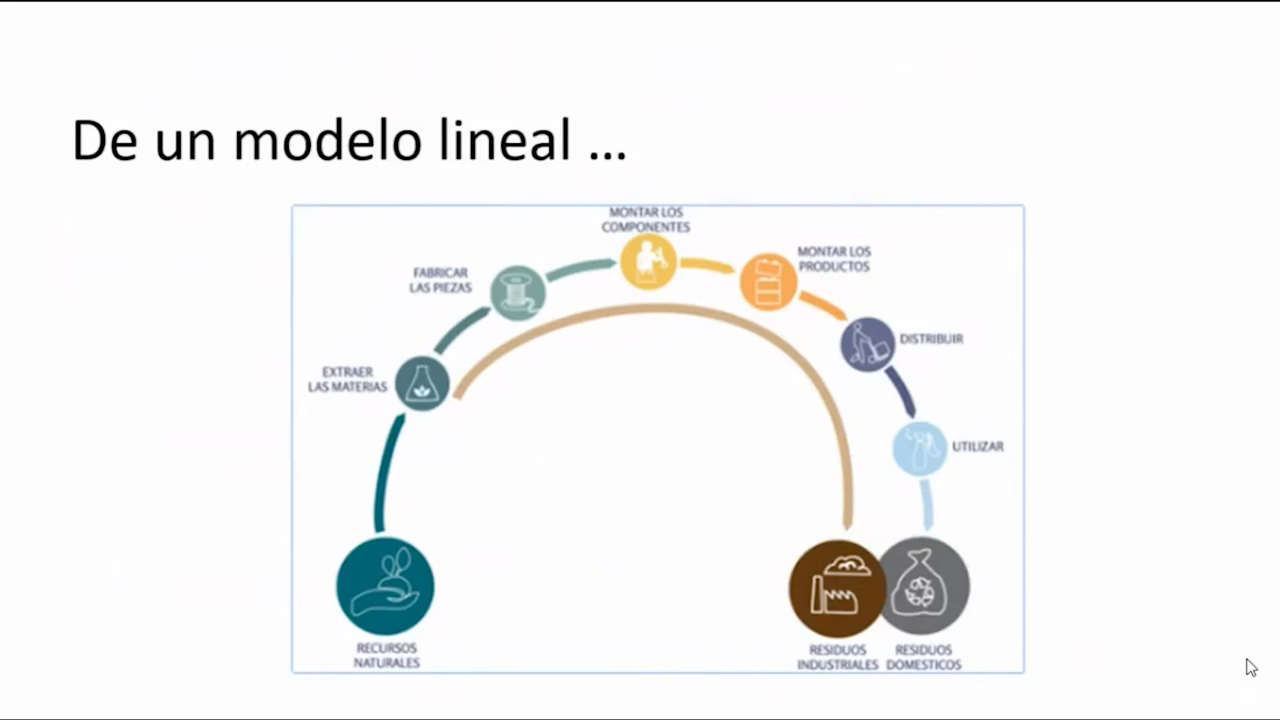 De un modelo lineal ...
MONTAR LOS
COMPONENTES
MONTAR LOS
PRODUCTOS
FABRICAR
LAS PIEZAS
DISTRIBUIR
EXTRAER
LAS MATERIAS
UTILIZAR
RECURSOS
NATURALES
RESIDUOS
INDUSTRIALES
RESIDUOS
DOMESTICOS